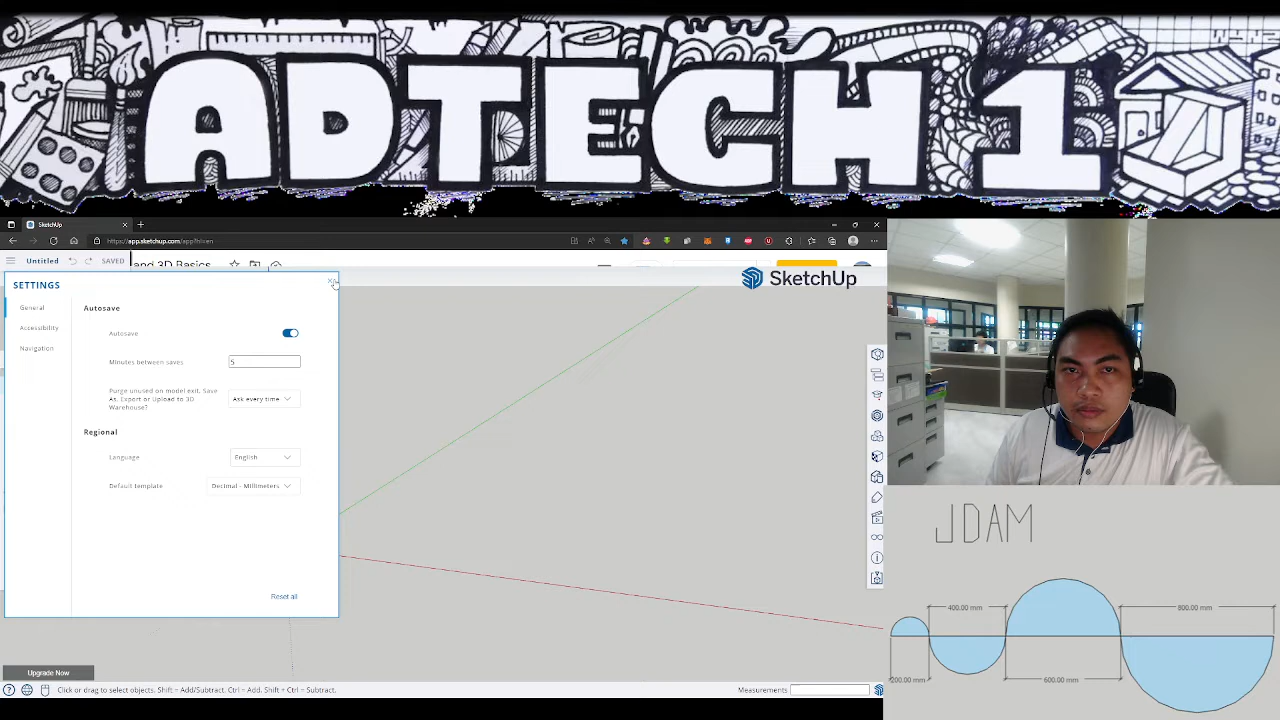 ADTECH 1
SketchUp
https://app.sketchup.com/app?hl=en
Untitled
SAVED
and 3D Basics
SETTINGS
SketchUp
General
Accessibility
Navigation
Autosave
Autosave
Minutes between saves
5
Purge unused on model exit, Save
As, Export or Upload to 3D
Warehouse?
Ask every time
Regional
Language
English
Default template
Decimal - Millimeters
Reset all
Upgrade Now
Click or drag to select objects. Shift = Add/Subtract. Ctrl = Add. Shift + Ctrl = Subtract.
Measurements
JDAM
400.00 mm
800.00 mm
200.00 mm
600.00 mm